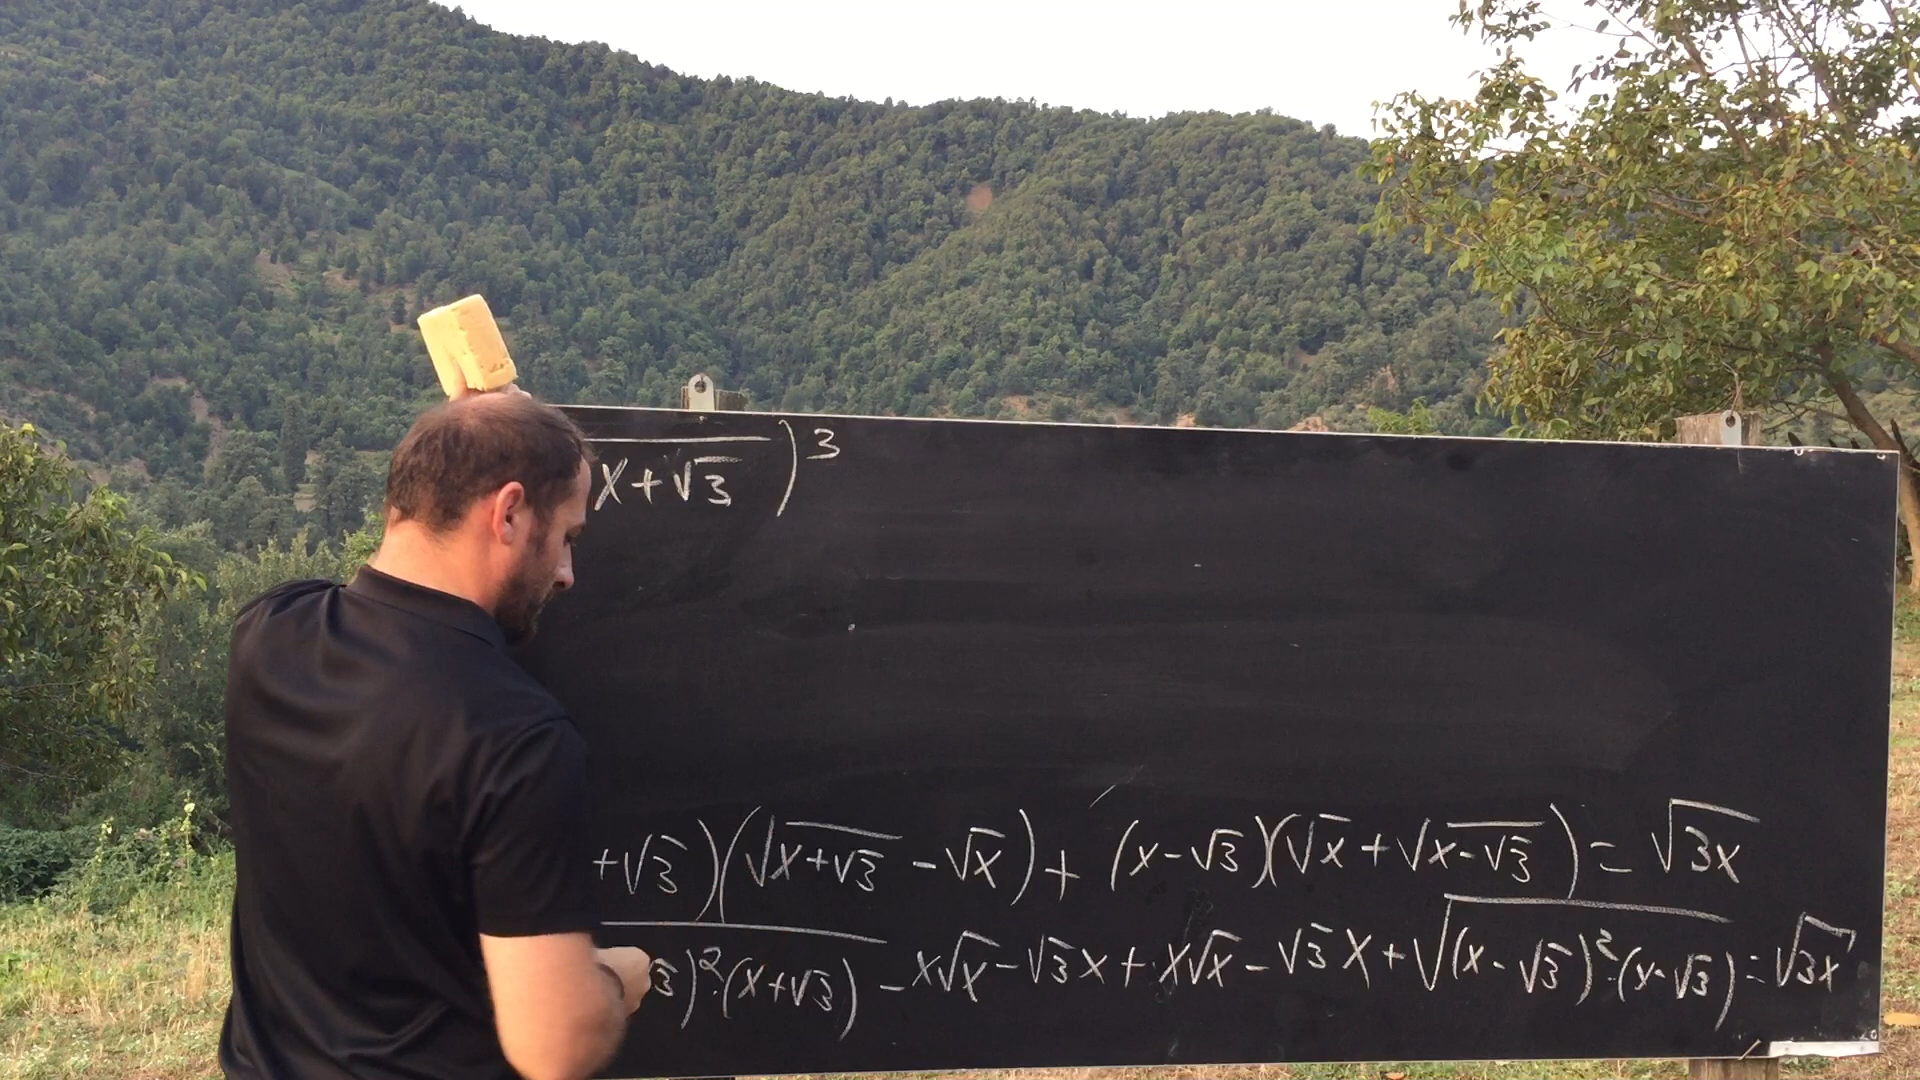 x+√3 )³
+√3)(√x+√3 - √x) + (x-√3)(√x + √x-√3) = √3x
√3)²·(x+√3) - x√x - √3x + x√x - √3x + √(x-√3)²·(x-√3) = √3x